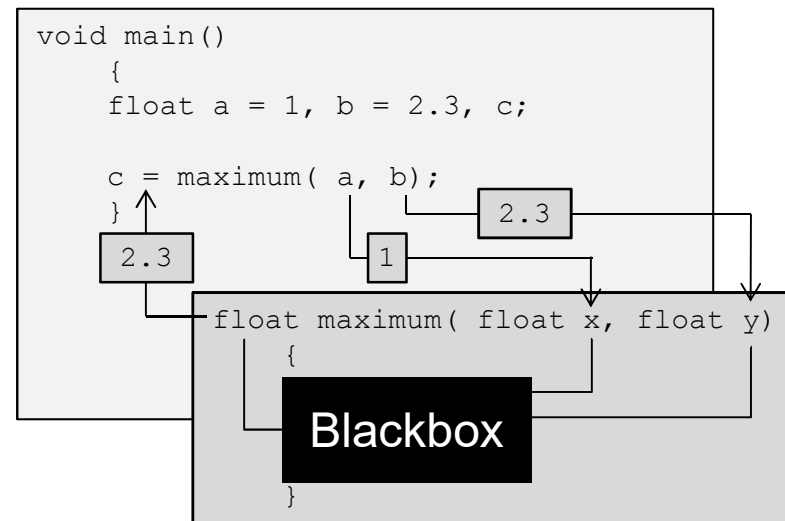 void main()
{
float a = 1, b = 2.3, c;
c = maximum( a, b);
}
2.3
2.3
1
float maximum( float x, float y)
{
Blackbox
}